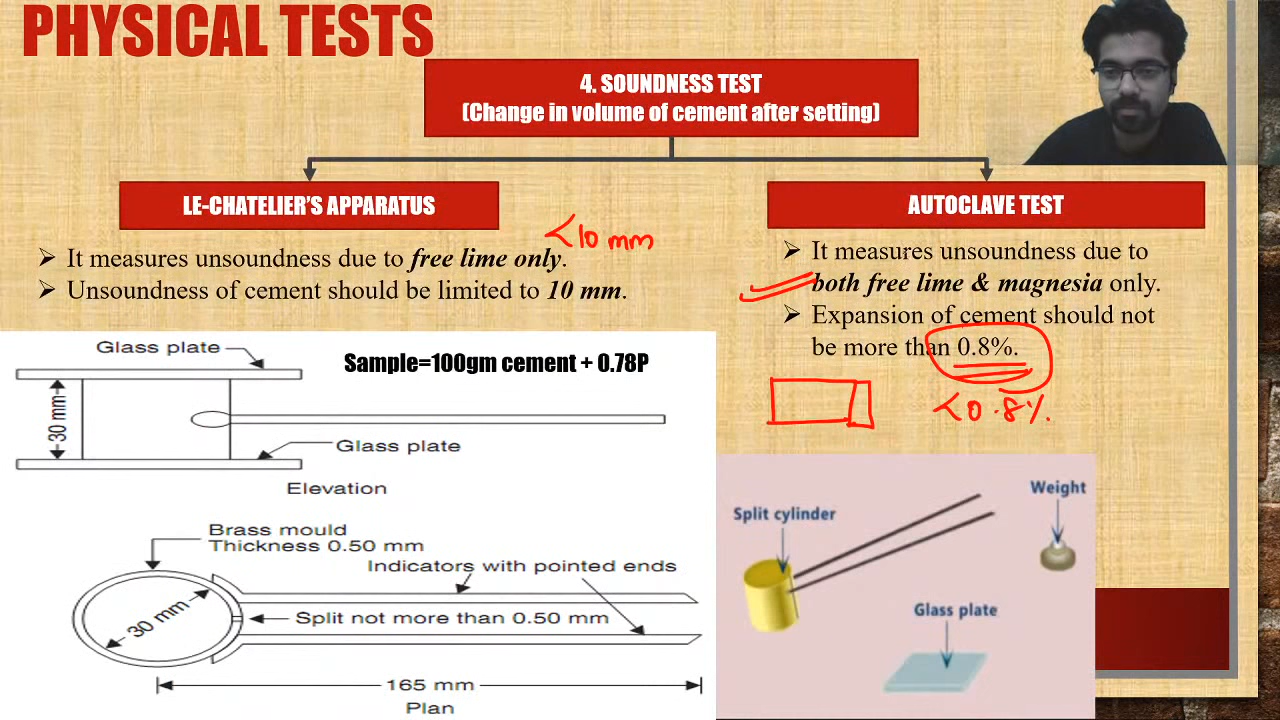 PHYSICAL TESTS
4. SOUNDNESS TEST
(Change in volume of cement after setting)
LE-CHATELIER'S APPARATUS
<10 mm
➢ It measures unsoundness due to free lime only.
➢ Unsoundness of cement should be limited to 10 mm.
AUTOCLAVE TEST
➢ It measures unsoundness due to
both free lime & magnesia only.
➢ Expansion of cement should not
be more than 0.8%.
<0.8%.
Glass plate
Sample=100gm cement + 0.78P
30 mm
Glass plate
Elevation
Brass mould
Thickness 0.50 mm
Indicators with pointed ends
30 mm
Split not more than 0.50 mm
165 mm
Plan
Split cylinder
Weight
Glass plate